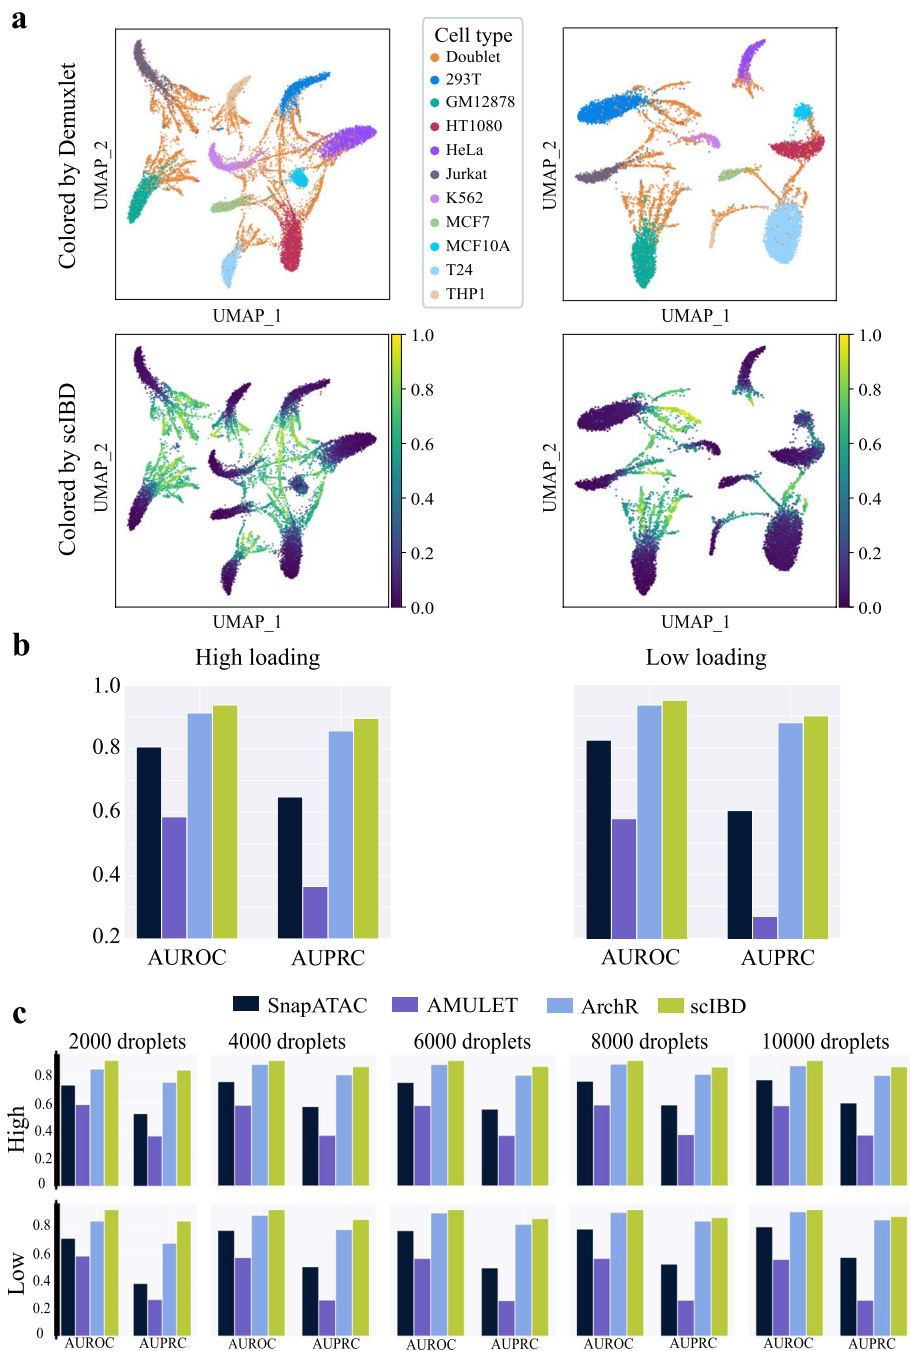 a
Colored by Demuxlet
UMAP_2
UMAP_1
Cell type
Doublet
293T
GM12878
HT1080
HeLa
Jurkat
K562
MCF7
MCF10A
T24
THP1
UMAP_2
UMAP_1
Colored by scIBD
UMAP_2
UMAP_1
1.0
0.8
0.6
0.4
0.2
0.0
UMAP_2
UMAP_1
1.0
0.8
0.6
0.4
0.2
0.0
b
High loading
Low loading
1.0
0.8
0.6
0.4
0.2
AUROC
AUPRC
AUROC
AUPRC
SnapATAC
AMULET
ArchR
scIBD
c
2000 droplets
4000 droplets
6000 droplets
8000 droplets
10000 droplets
High
0.8
0.6
0.4
0.2
0
Low
0.8
0.6
0.4
0.2
0
AUROC
AUPRC
AUROC
AUPRC
AUROC
AUPRC
AUROC
AUPRC
AUROC
AUPRC